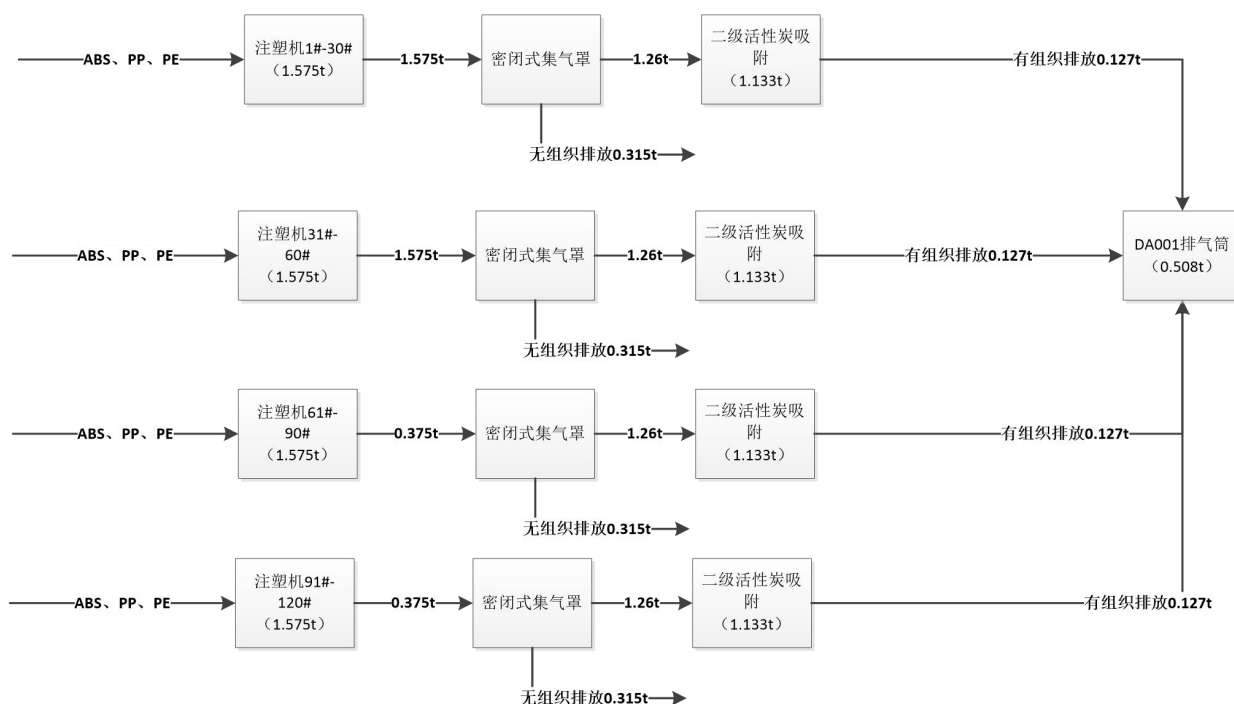 ABS、PP、PE
注塑机1#-30#
（1.575t）
1.575t
密闭式集气罩
1.26t
二级活性炭吸
附
（1.133t）
有组织排放0.127t
无组织排放0.315t
ABS、PP、PE
注塑机31#-
60#
（1.575t）
1.575t
密闭式集气罩
1.26t
二级活性炭吸
附
（1.133t）
有组织排放0.127t
DA001排气筒
（0.508t）
无组织排放0.315t
ABS、PP、PE
注塑机61#-
90#
（1.575t）
0.375t
密闭式集气罩
1.26t
二级活性炭吸
附
（1.133t）
有组织排放0.127t
无组织排放0.315t
ABS、PP、PE
注塑机91#-
120#
（1.575t）
0.375t
密闭式集气罩
1.26t
二级活性炭吸
附
（1.133t）
有组织排放0.127t
无组织排放0.315t